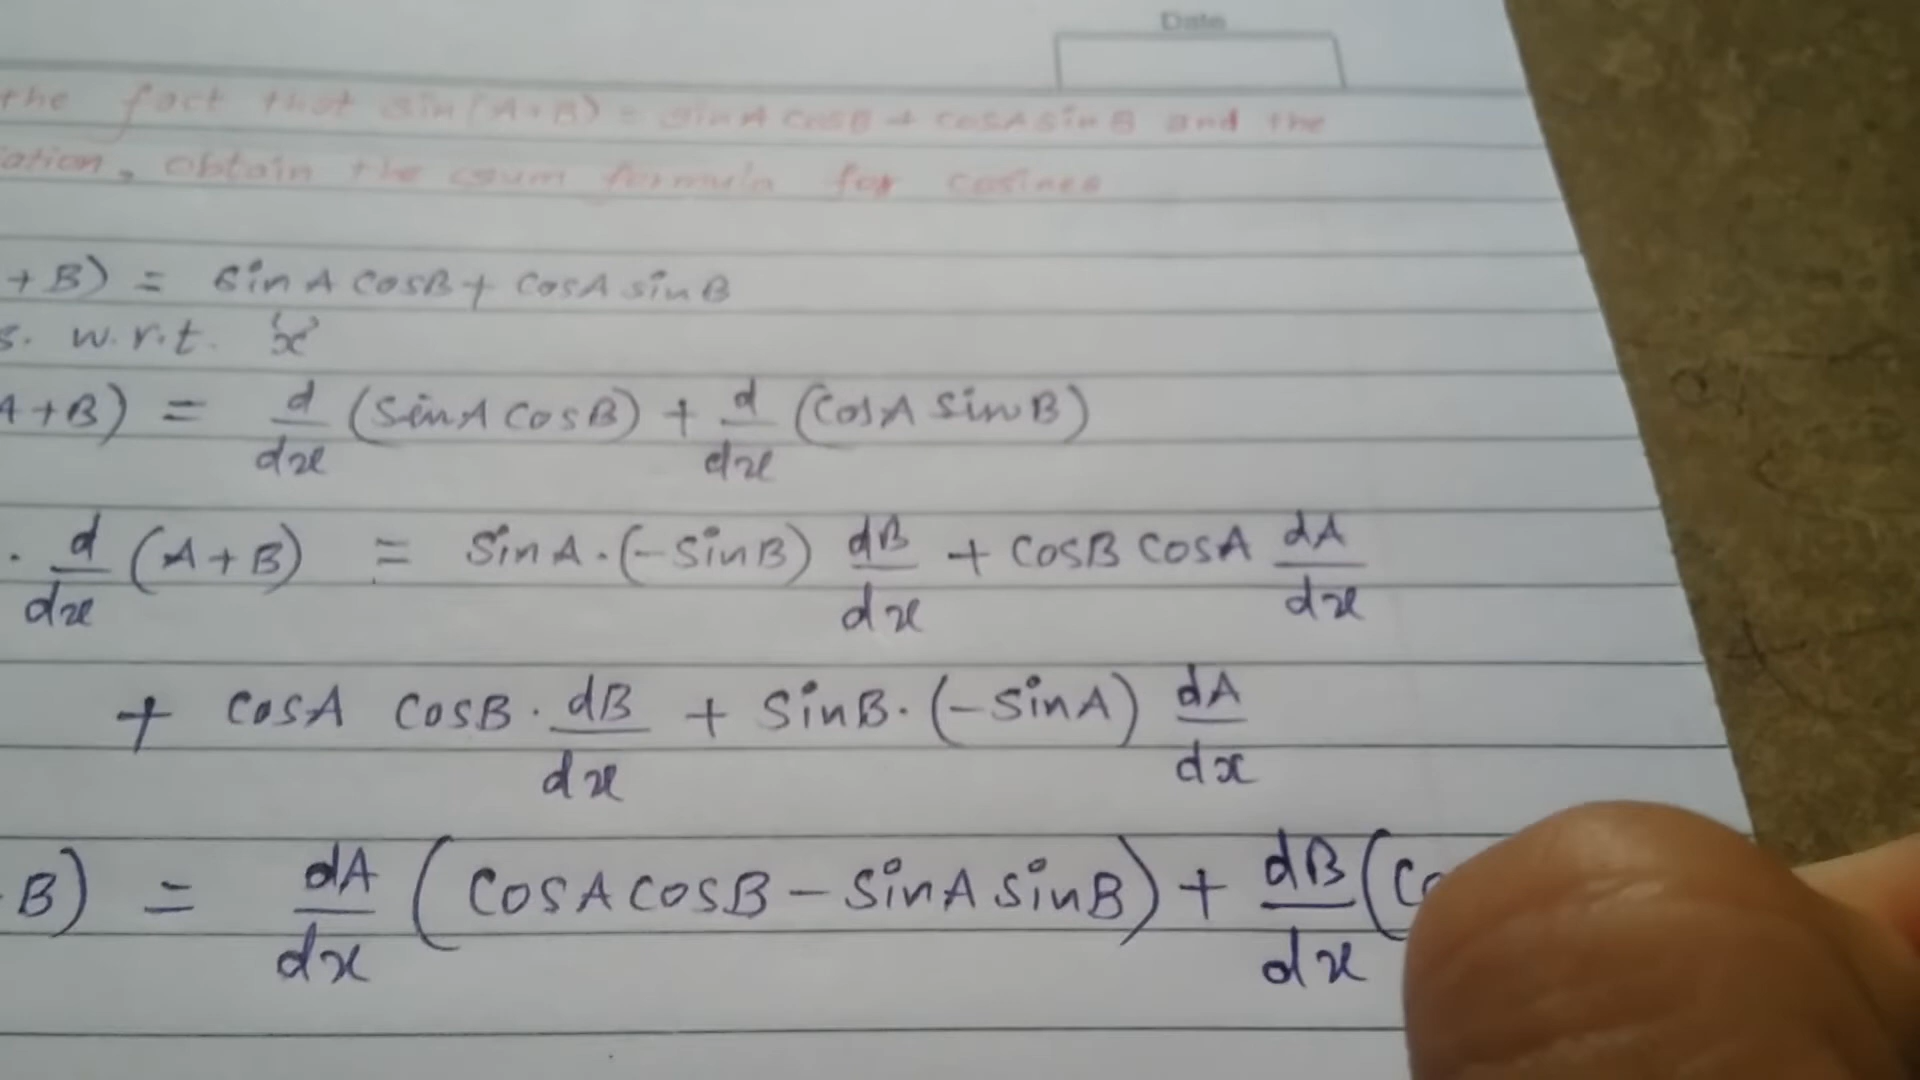 Date
the fact that sin(A+B) = sinA cosB + cosA sinB and the
iation, obtain the sum formula for cosines
+ B) = sinA cosB + cosA sinB
s. w.r.t. 'x'
A+B) = d/dx (sinA cosB) + d/dx (cosA sinB)
. d/dx (A+B) = sinA.(-sinB) dB/dx + cosB cosA dA/dx
+ cosA cosB . dB/dx + sinB.(-sinA) dA/dx
B) = dA/dx (cosA cosB - sinA sinB) + dB/dx (co